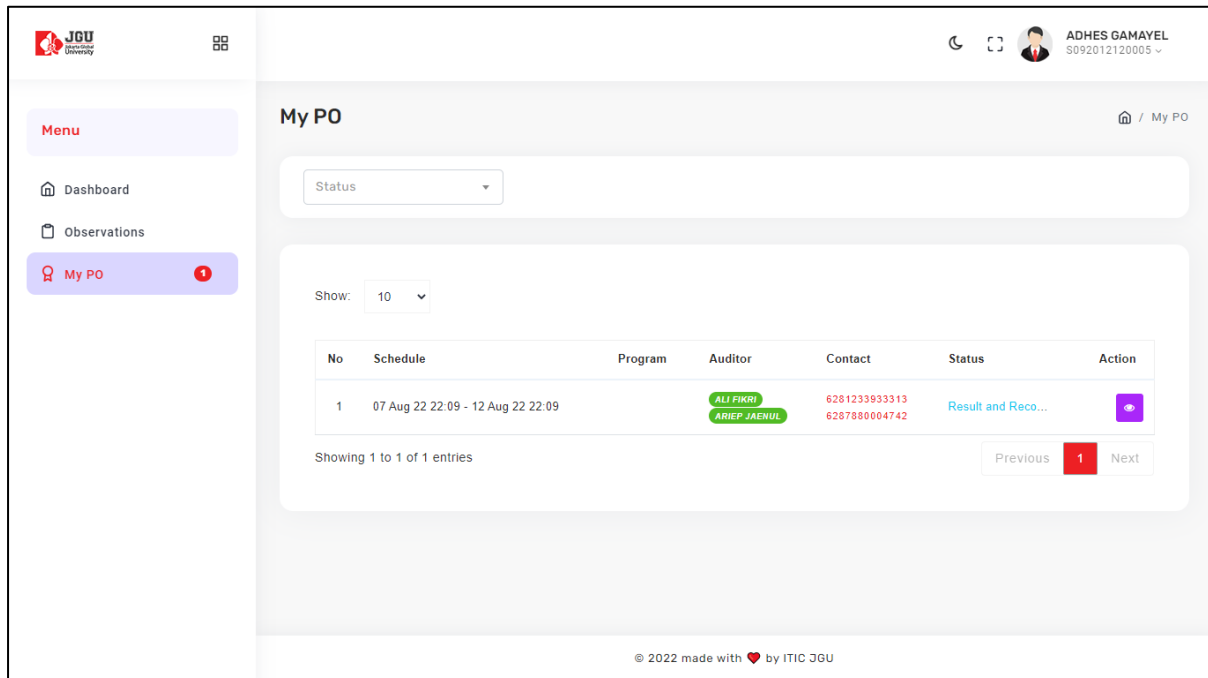 JGU
Jakarta Global
University
ADHES GAMAYEL
S092012120005
Menu
Dashboard
Observations
My PO 1
My PO
/ My PO
Status
Show: 10
No Schedule Program Auditor Contact Status Action
1 07 Aug 22 22:09 - 12 Aug 22 22:09 ALI FIKRI 6281233933313 Result and Reco...
ARIEP JAENUL 6287880004742
Showing 1 to 1 of 1 entries
Previous 1 Next
© 2022 made with ❤ by ITIC JGU